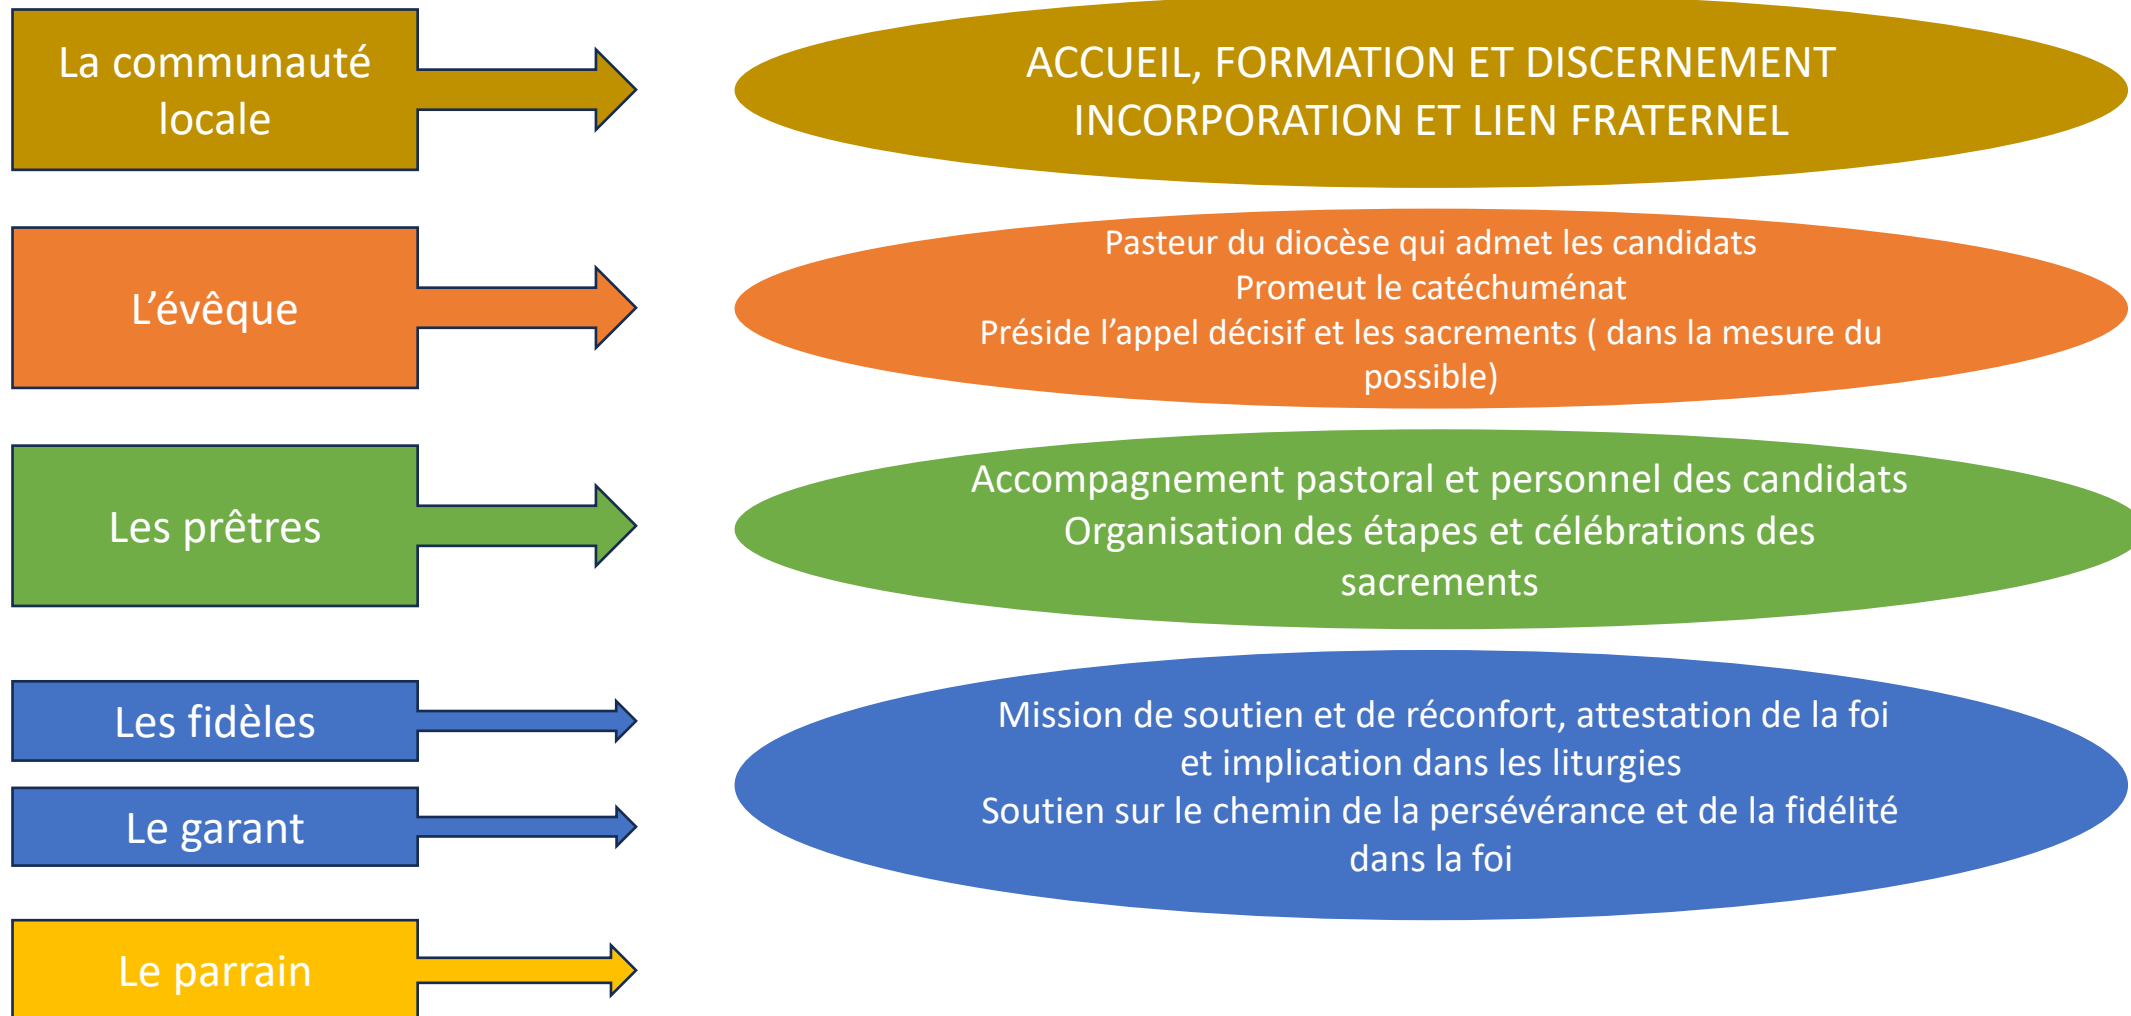 La communauté
locale
ACCUEIL, FORMATION ET DISCERNEMENT
INCORPORATION ET LIEN FRATERNEL
L’évêque
Pasteur du diocèse qui admet les candidats
Promeut le catéchuménat
Préside l’appel décisif et les sacrements ( dans la mesure du
possible)
Les prêtres
Accompagnement pastoral et personnel des candidats
Organisation des étapes et célébrations des
sacrements
Les fidèles
Le garant
Mission de soutien et de réconfort, attestation de la foi
et implication dans les liturgies
Soutien sur le chemin de la persévérance et de la fidélité
dans la foi
Le parrain